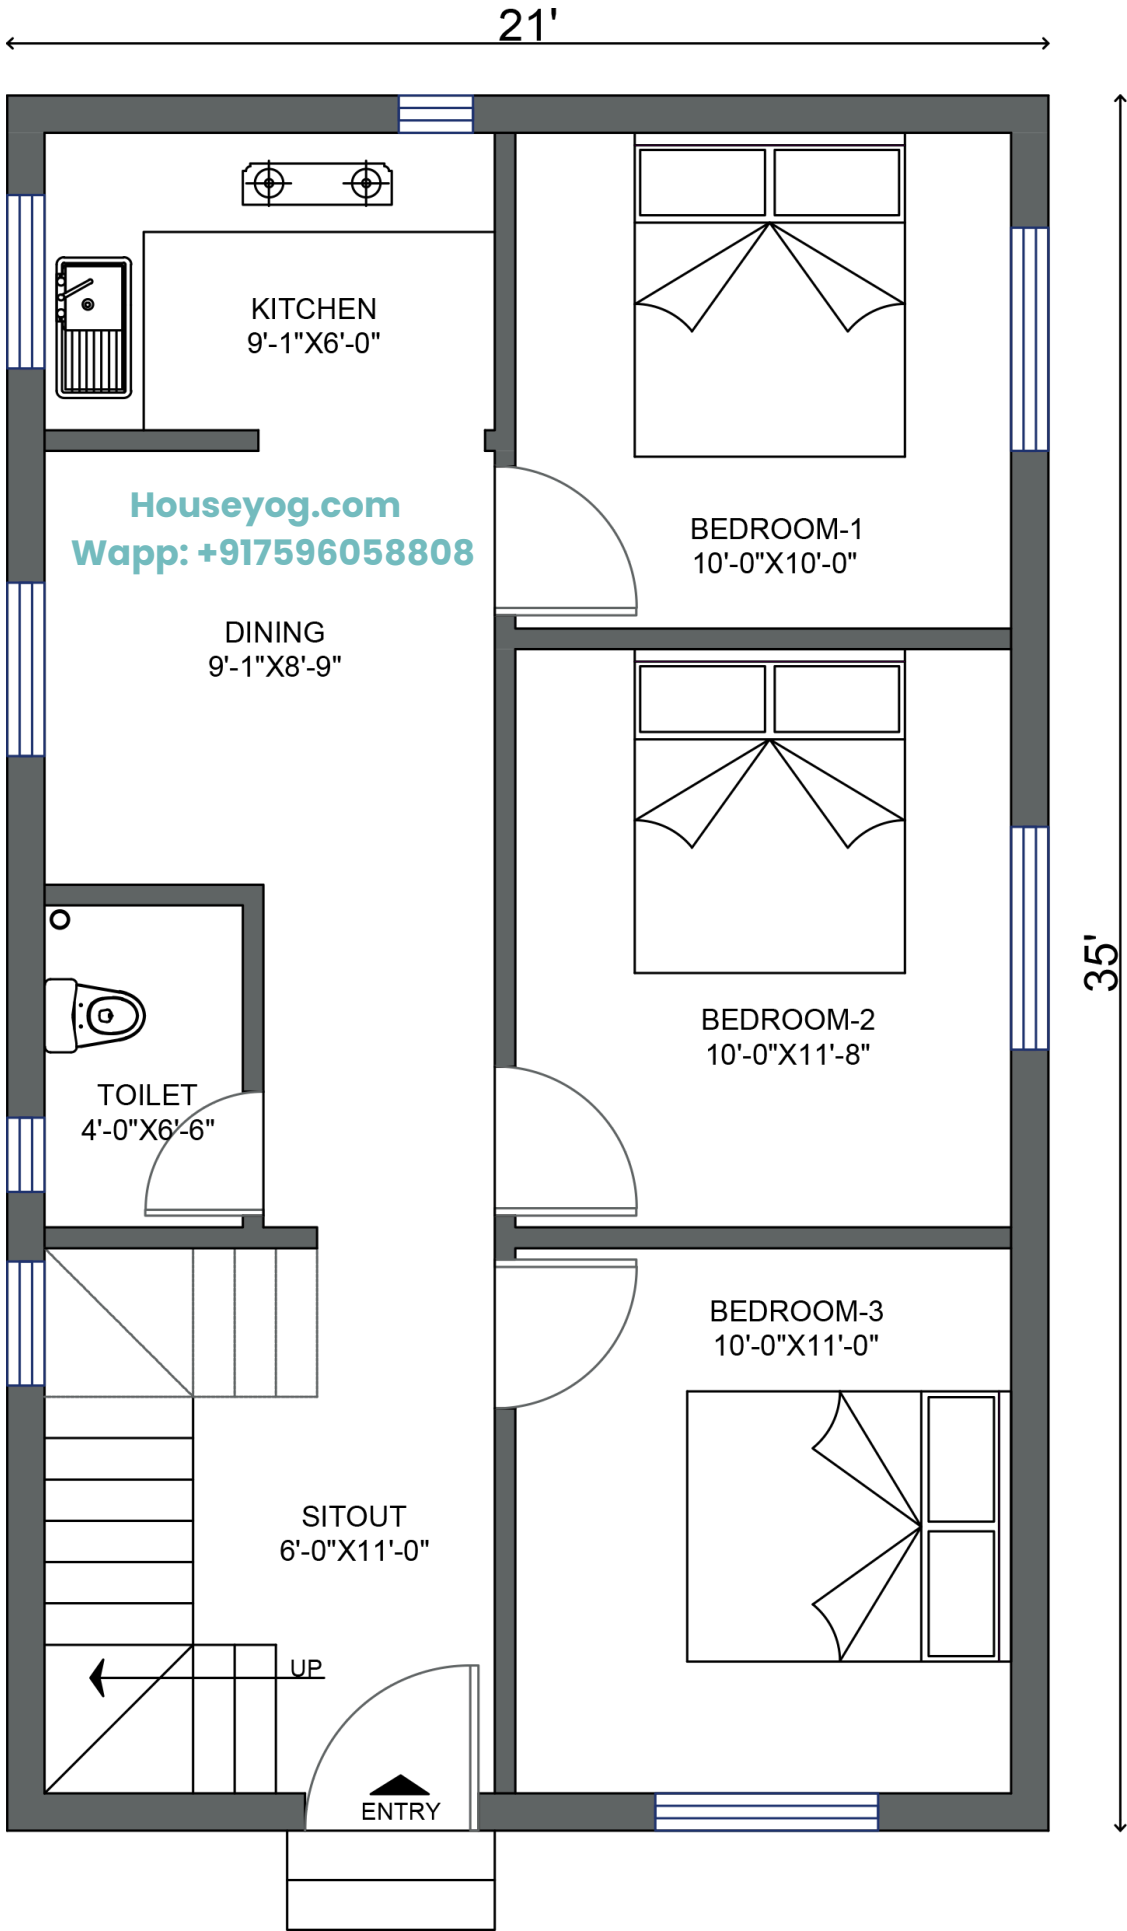 21'
KITCHEN
9'-1"X6'-0"
Houseyog.com
Wapp: +917596058808
BEDROOM-1
10'-0"X10'-0"
DINING
9'-1"X8'-9"
35'
BEDROOM-2
10'-0"X11'-8"
TOILET
4'-0"X6'-6"
BEDROOM-3
10'-0"X11'-0"
SITOUT
6'-0"X11'-0"
UP
ENTRY